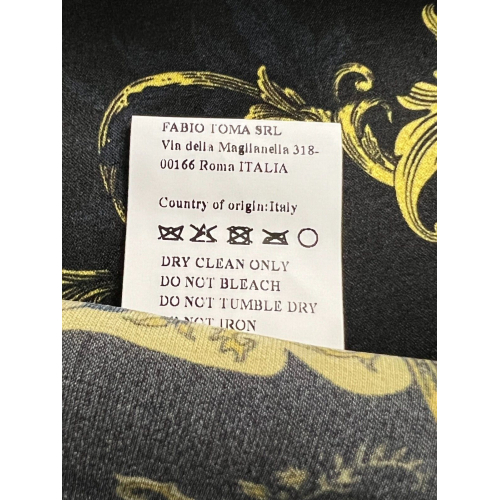 FABIO TOMA SRL
Via della Maglianella 318-
00166 Roma ITALIA
Country of origin:Italy
DRY CLEAN ONLY
DO NOT BLEACH
DO NOT TUMBLE DRY
NOT IRON